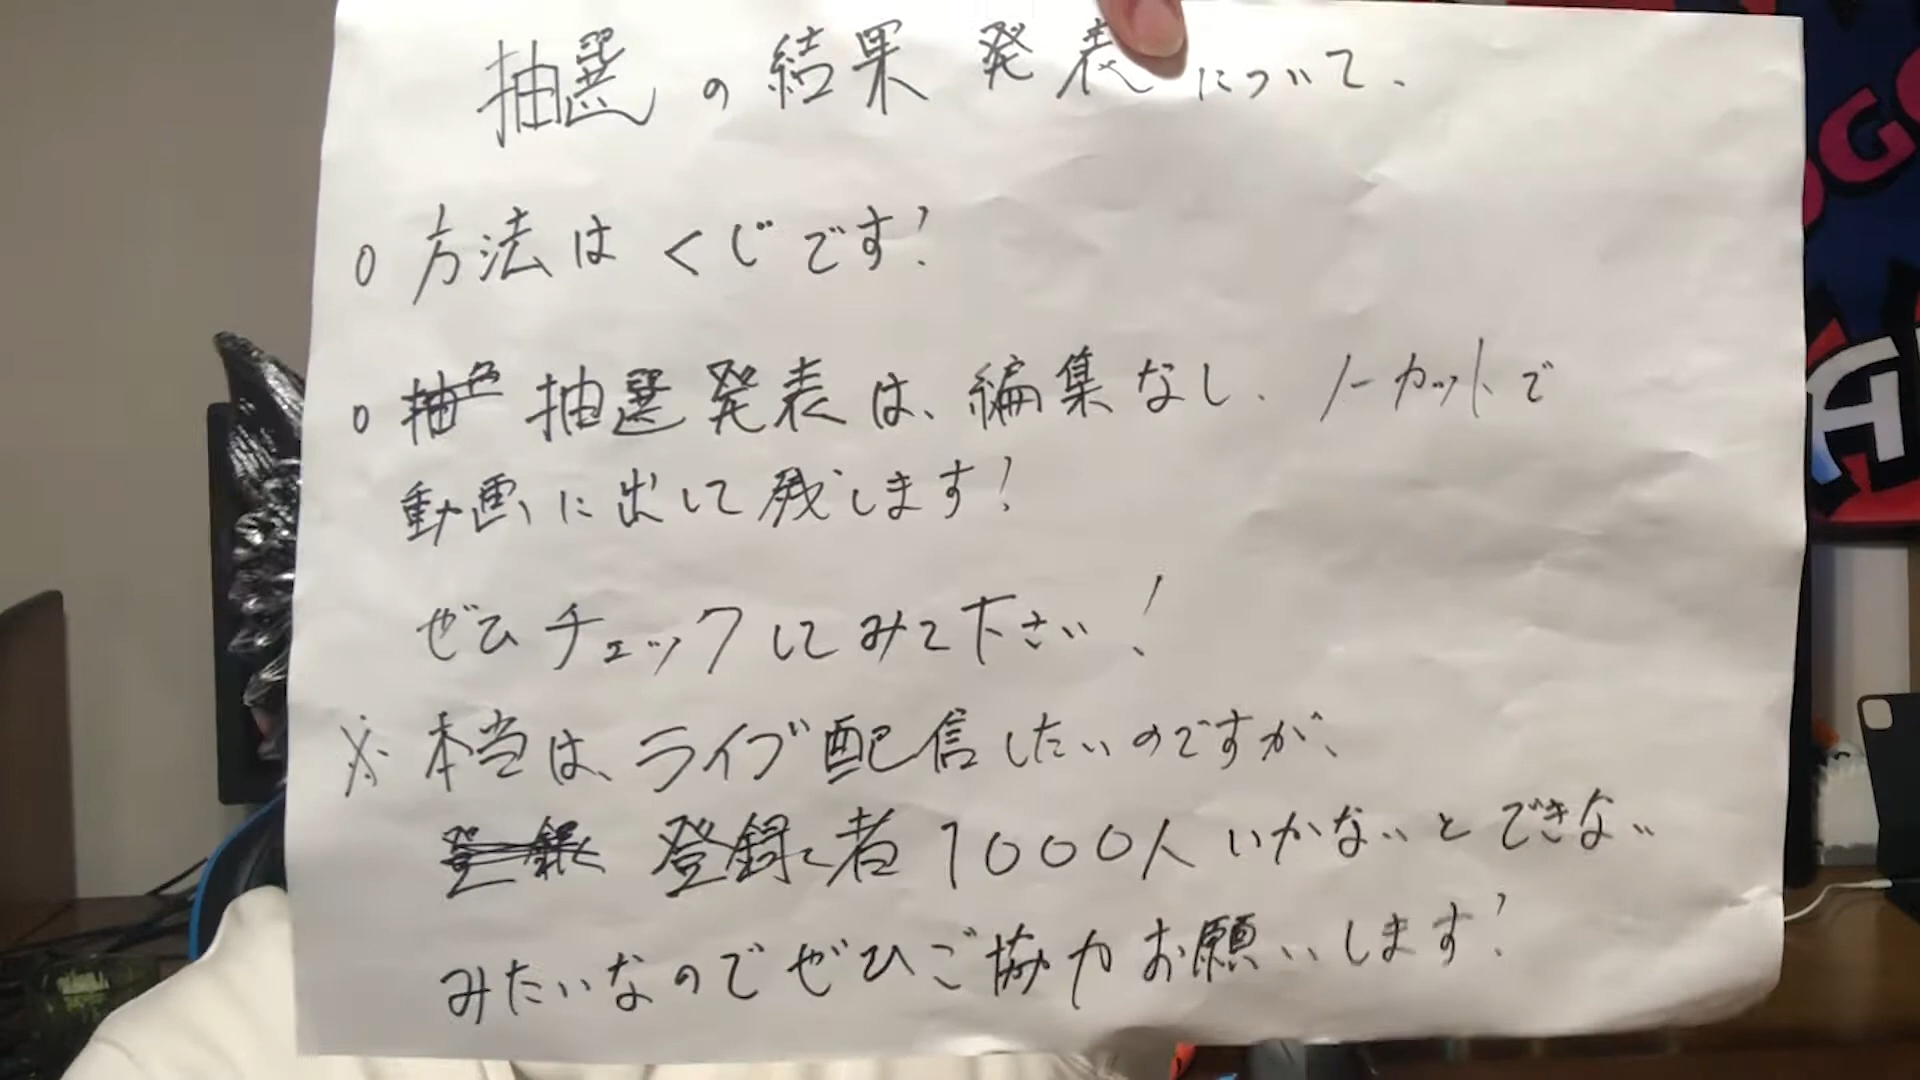 抽選の結果発表について、
○ 方法はくじです!
○ 抽選発表は、編集なし、ノーカットで
動画に出して残します!
ぜひチェックしてみて下さい!
※ 本当は、ライブ配信したいのですが、
登録 登録者1000人いかないとできない
みたいなのでぜひご協力お願いします!
OG
H